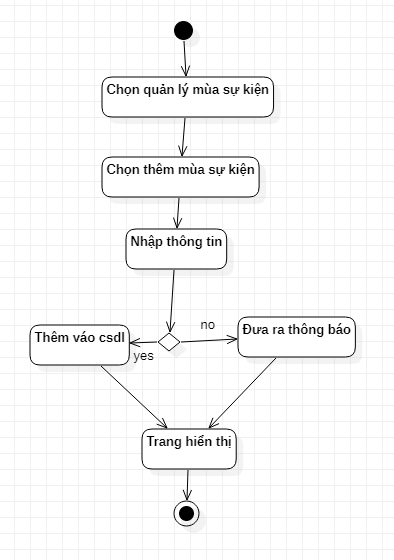 Chọn quản lý mùa sự kiện
Chọn thêm mùa sự kiện
Nhập thông tin
no
Đưa ra thông báo
Thêm váo csdl
yes
Trang hiển thị